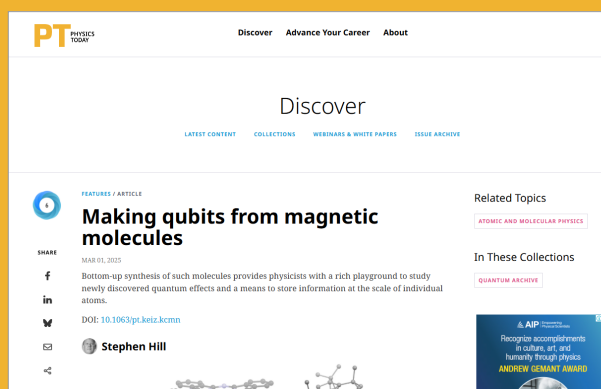 PT PHYSICS
TODAY
Discover Advance Your Career About
Discover
LATEST CONTENT COLLECTIONS WEBINARS & WHITE PAPERS ISSUE ARCHIVE
FEATURES / ARTICLE
Making qubits from magnetic
molecules
MAR 01, 2025
Bottom-up synthesis of such molecules provides physicists with a rich playground to study
newly discovered quantum effects and a means to store information at the scale of individual
atoms.
DOI: 10.1063/pt.keiz.kcmn
Stephen Hill
6
SHARE
Related Topics
ATOMIC AND MOLECULAR PHYSICS
In These Collections
QUANTUM ARCHIVE
AIP
Recognize accomplishments
in culture, art, and
humanity through physics
ANDREW GEMANT AWARD